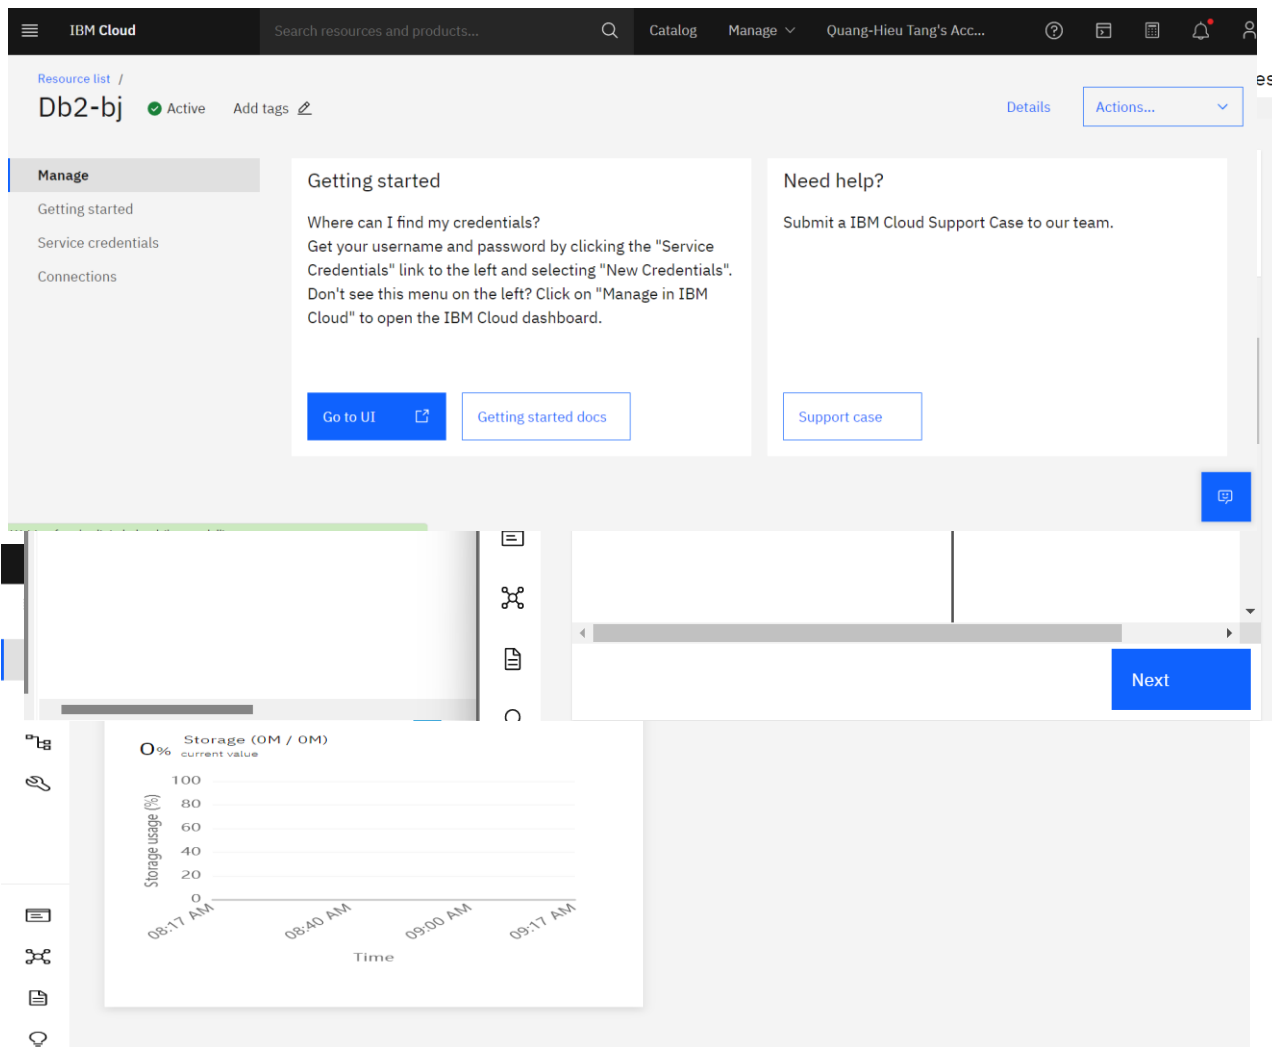 IBM Cloud
Search resources and products...
Catalog
Manage
Quang-Hieu Tang's Acc...
Resource list /
Db2-bj
Active
Add tags
Details
Actions...
es
Manage
Getting started
Service credentials
Connections
Getting started
Where can I find my credentials?
Get your username and password by clicking the "Service
Credentials" link to the left and selecting "New Credentials".
Don't see this menu on the left? Click on "Manage in IBM
Cloud" to open the IBM Cloud dashboard.
Go to UI
Getting started docs
Need help?
Submit a IBM Cloud Support Case to our team.
Support case
Next
0% Storage (0M / 0M)
current value
Storage usage (%)
100
80
60
40
20
0
08:17 AM
08:40 AM
09:00 AM
09:17 AM
Time